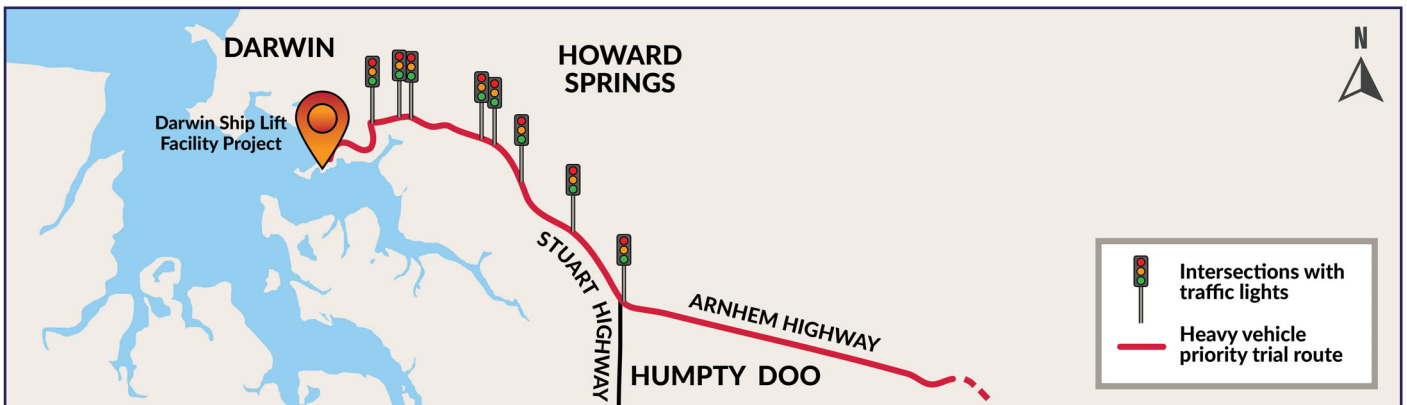 DARWIN
HOWARD
SPRINGS
N
Darwin Ship Lift
Facility Project
STUART HIGHWAY
ARNHEM HIGHWAY
HUMPTY DOO
Intersections with
traffic lights
Heavy vehicle
priority trial route